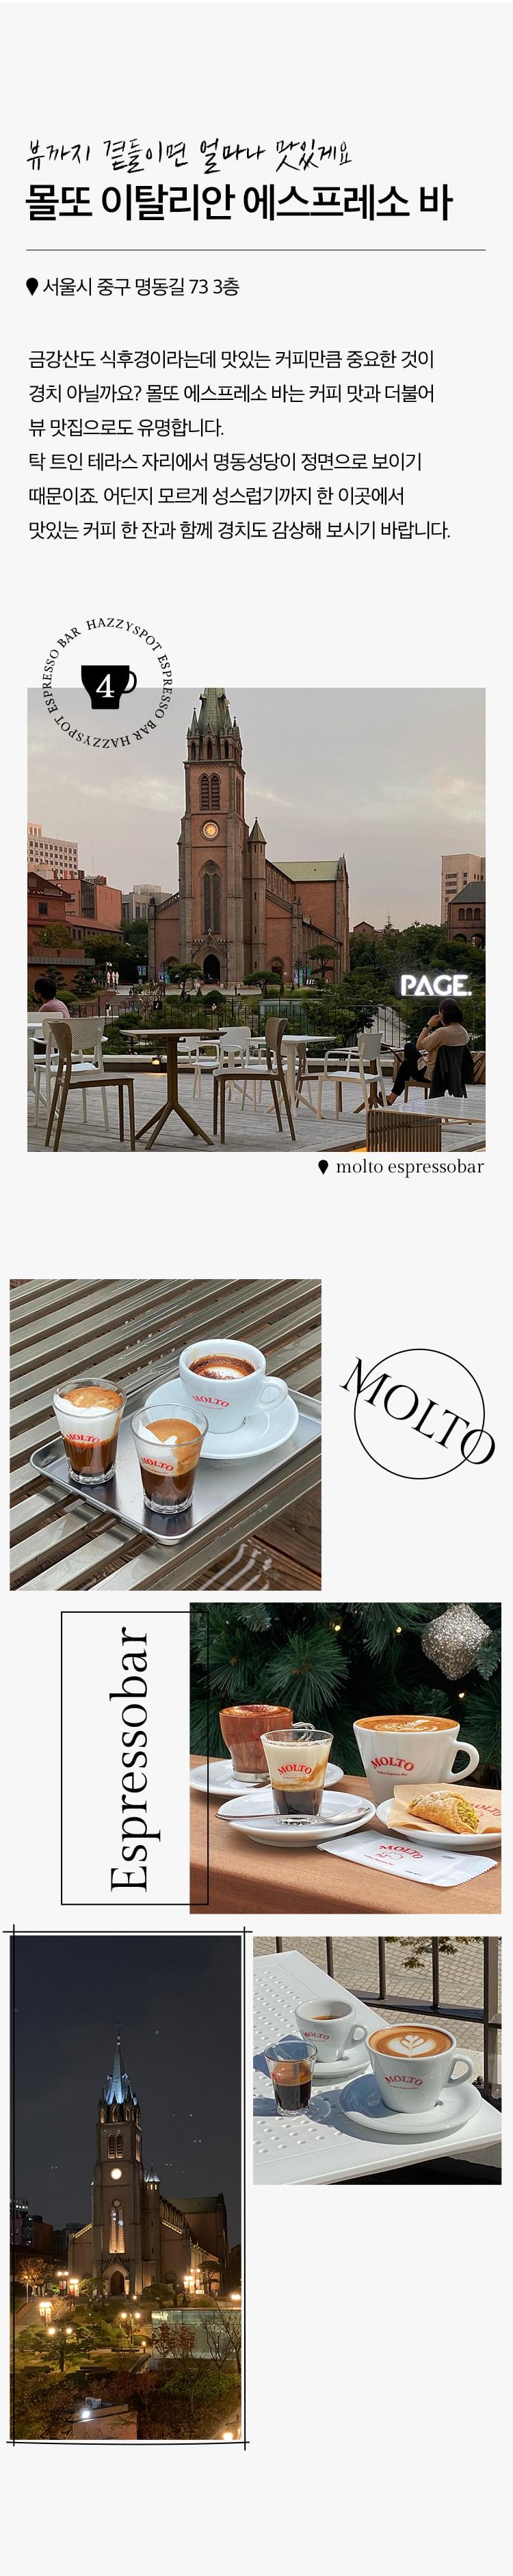 뷰까지 곁들이면 얼마나 맛있게요
몰또 이탈리안 에스프레소 바
서울시 중구 명동길 73 3층
금강산도 식후경이라는데 맛있는 커피만큼 중요한 것이
경치 아닐까요? 몰또 에스프레소 바는 커피 맛과 더불어
뷰 맛집으로도 유명합니다.
탁 트인 테라스 자리에서 명동성당이 정면으로 보이기
때문이죠. 어딘지 모르게 성스럽기까지 한 이곳에서
맛있는 커피 한 잔과 함께 경치도 감상해 보시기 바랍니다.
HAZZYSPOT ESPRESSO BAR HAZZYSPOT ESPRESSO BAR
4
PAGE.
molto espressobar
MOLTO
MOLTO
MOLTO
MOLTO
Espressobar
MOLTO
MOLTO
MOLTO
MOLTO
MOLTO
MOLTO